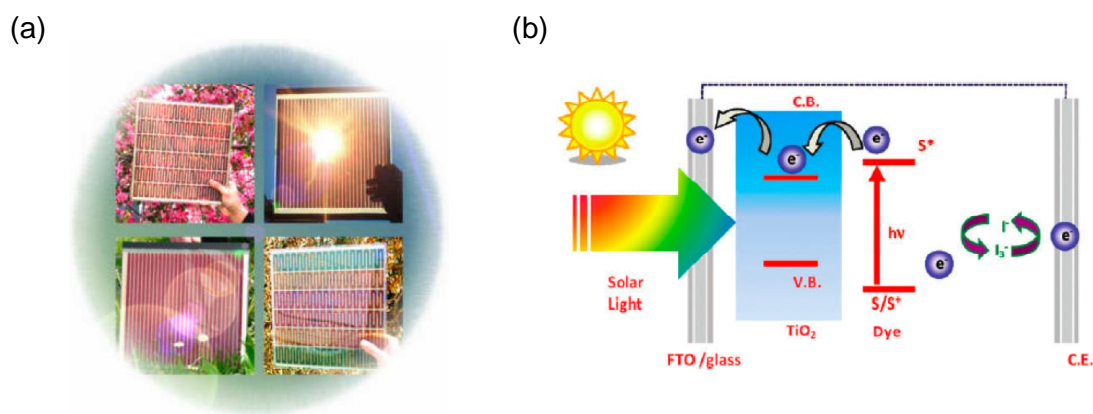 (a)
(b)
C.B.
e⁻
e⁻
e⁻
S*
hν
I⁻
I₃⁻
e⁻
e⁻
V.B.
S/S⁺
Solar
Light
TiO₂
Dye
FTO /glass
C.E.